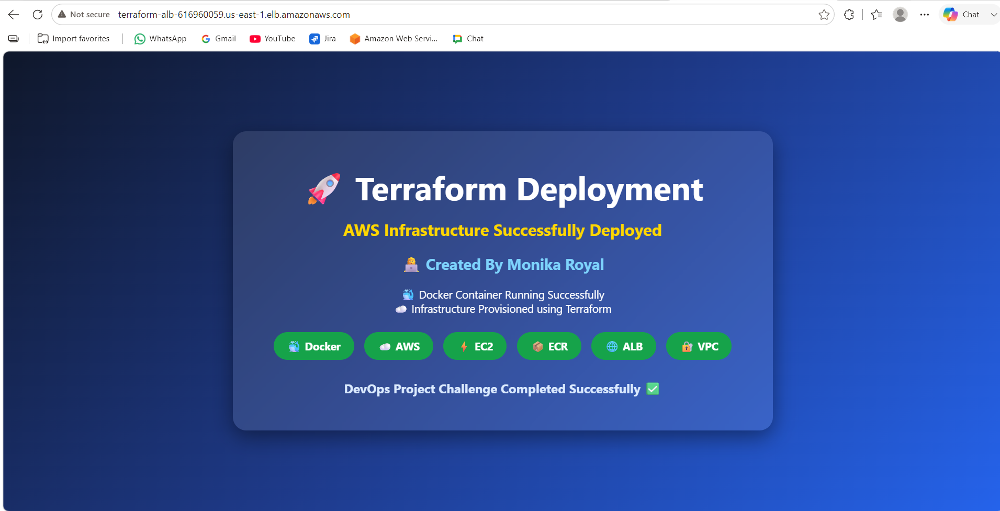 Not secure terraform-alb-616960059.us-east-1.elb.amazonaws.com Chat
Import favorites WhatsApp Gmail YouTube Jira Amazon Web Servi... Chat
Terraform Deployment
AWS Infrastructure Successfully Deployed
Created By Monika Royal
Docker Container Running Successfully
Infrastructure Provisioned using Terraform
Docker AWS EC2 ECR ALB VPC
DevOps Project Challenge Completed Successfully